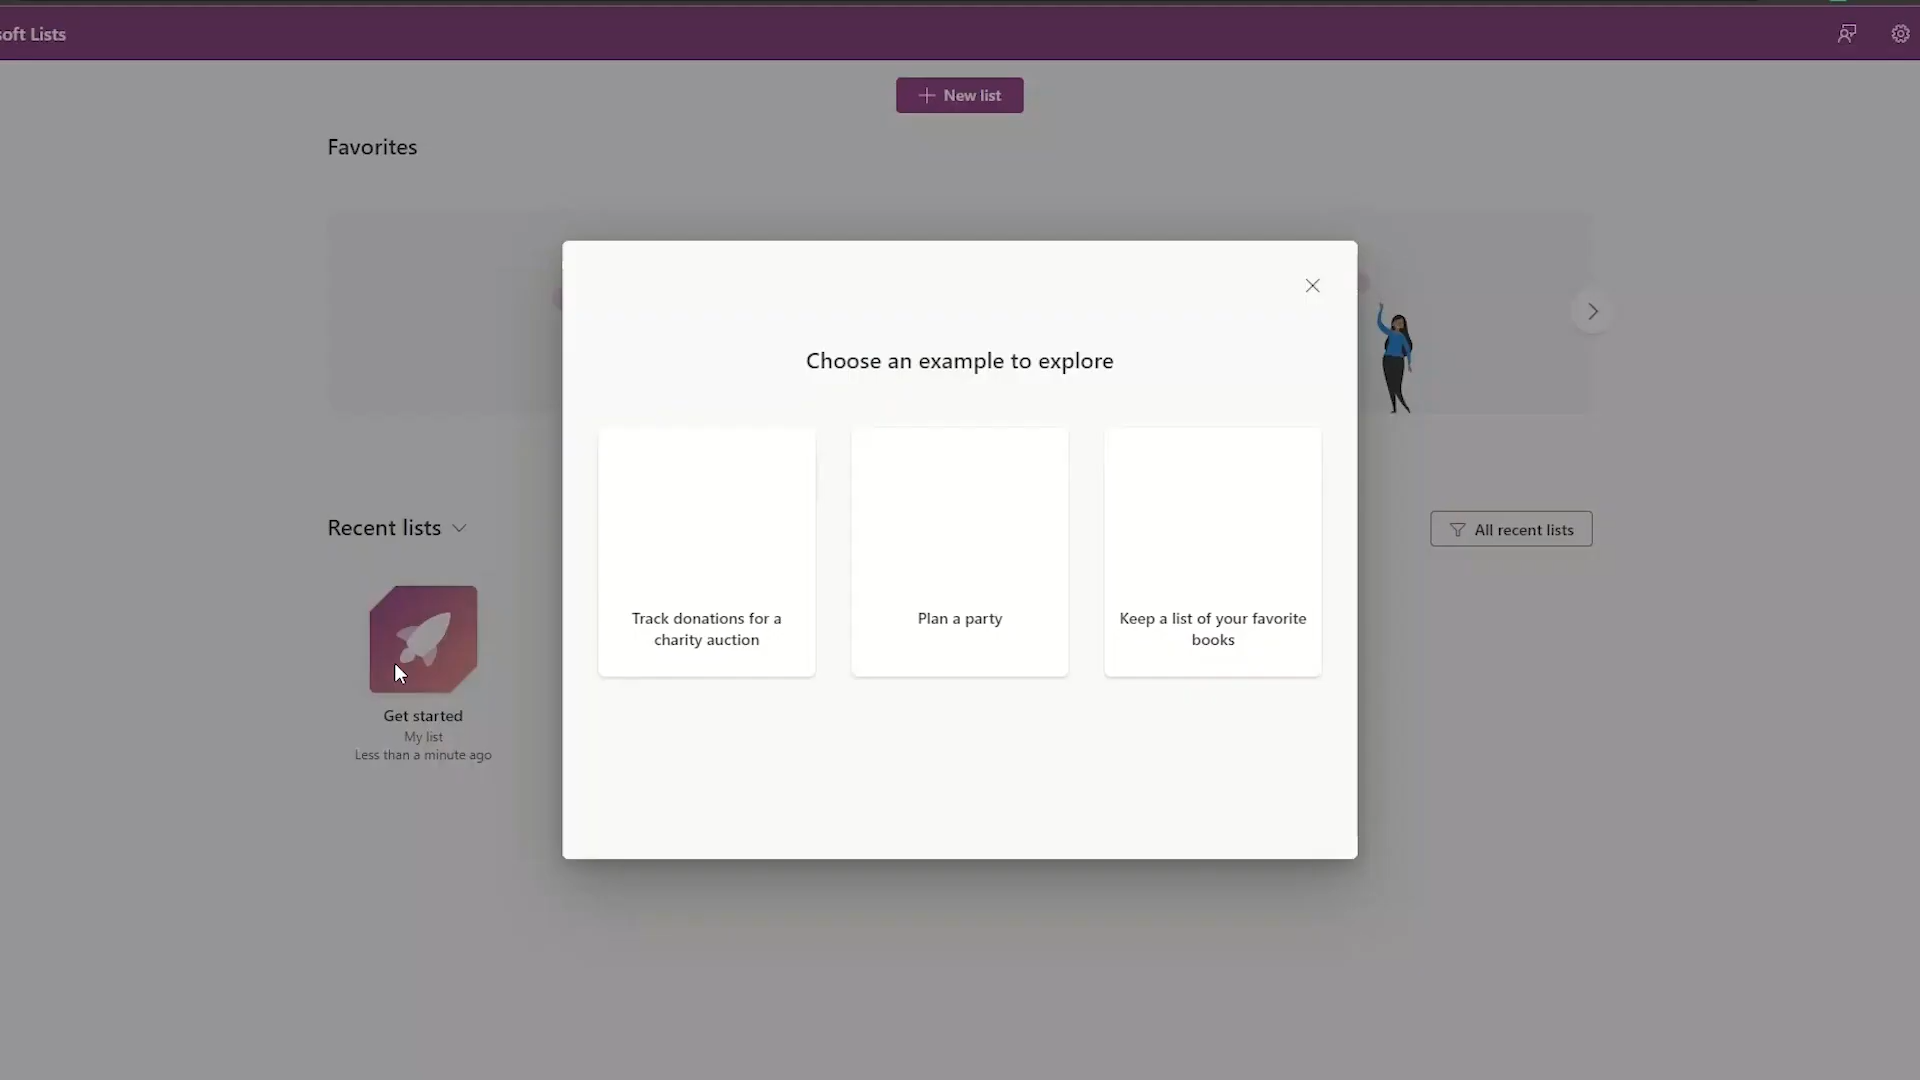 oft Lists
New list
Favorites
Choose an example to explore
Track donations for a
charity auction
Plan a party
Keep a list of your favorite
books
Recent lists
All recent lists
Get started
My list
Less than a minute ago